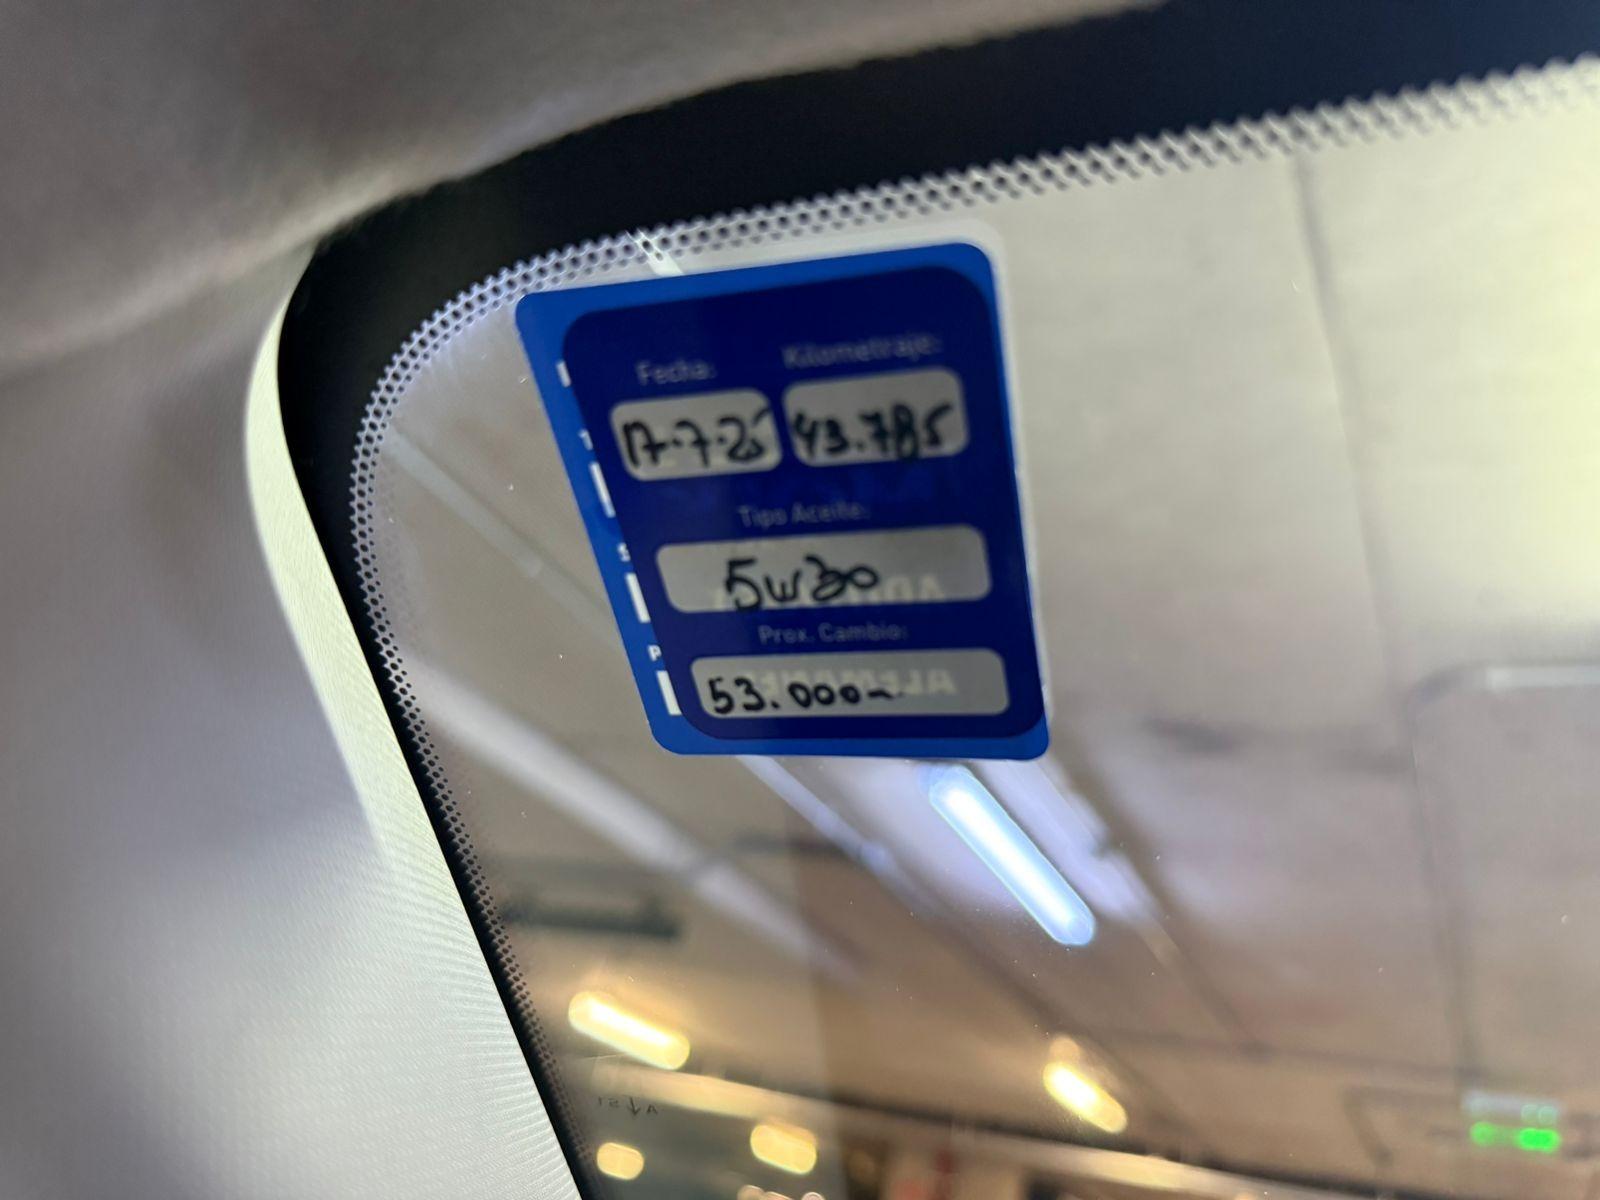 Fecha: Kilometraje:
17-7-25 43.785
Tipo Aceite:
5w30
Prox. Cambio:
53.000-